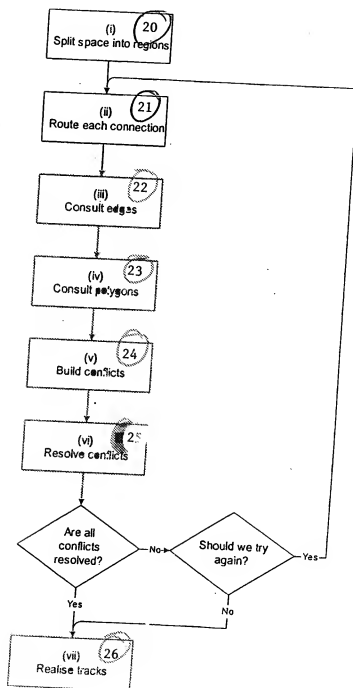 20
(i)
Split space into regions
21
(ii)
Route each connection
22
(iii)
Consult edges
23
(iv)
Consult polygons
24
(v)
Build conflicts
25
(vi)
Resolve conflicts
Are all
conflicts
resolved?
No
Should we try
again?
Yes
Yes
No
26
(vii)
Realise tracks